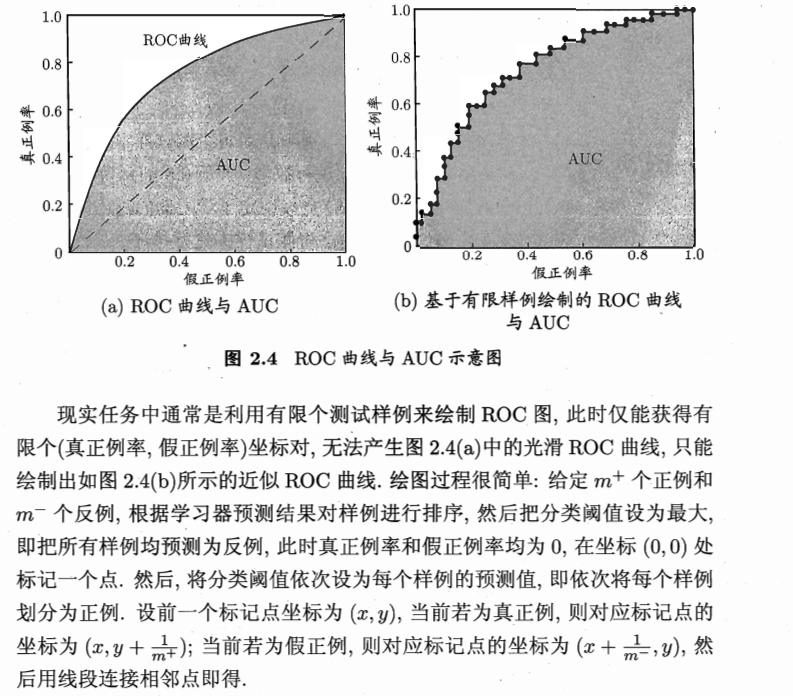 1.0
0.8
0.6
0.4
0.2
0
真正例率
ROC曲线
AUC
0.2 0.4 0.6 0.8 1.0
假正例率
(a) ROC 曲线与 AUC
1.0
0.8
0.6
0.4
0.2
0
真正例率
AUC
0.2 0.4 0.6 0.8 1.0
假正例率
(b) 基于有限样例绘制的 ROC 曲线
与 AUC
图 2.4 ROC 曲线与 AUC 示意图
现实任务中通常是利用有限个测试样例来绘制 ROC 图, 此时仅能获得有
限个(真正例率, 假正例率)坐标对, 无法产生图 2.4(a)中的光滑 ROC 曲线, 只能
绘制出如图 2.4(b)所示的近似 ROC 曲线. 绘图过程很简单: 给定 m⁺ 个正例和
m⁻ 个反例, 根据学习器预测结果对样例进行排序, 然后把分类阈值设为最大,
即把所有样例均预测为反例, 此时真正例率和假正例率均为 0, 在坐标 (0,0) 处
标记一个点. 然后, 将分类阈值依次设为每个样例的预测值, 即依次将每个样例
划分为正例. 设前一个标记点坐标为 (x, y), 当前若为真正例, 则对应标记点的
坐标为 (x, y + 1/m⁺); 当前若为假正例, 则对应标记点的坐标为 (x + 1/m⁻, y), 然
后用线段连接相邻点即得.